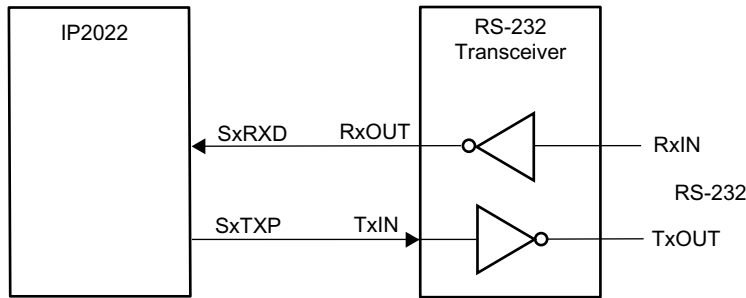 IP2022
RS-232
Transceiver
SxRXD
RxOUT
RxIN
RS-232
SxTXP
TxIN
TxOUT